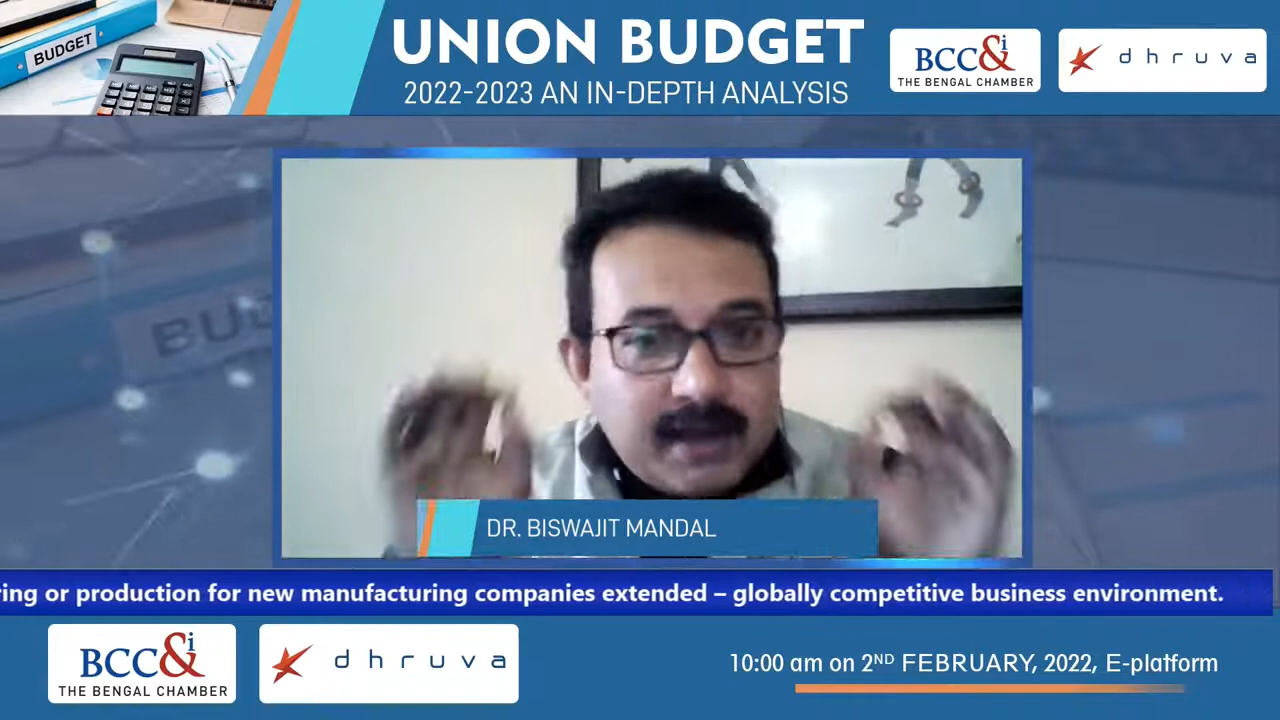 BUDGET
UNION BUDGET
2022-2023 AN IN-DEPTH ANALYSIS
BCC&i
THE BENGAL CHAMBER
dhruva
BUD
DR. BISWAJIT MANDAL
ring or production for new manufacturing companies extended – globally competitive business environment.
BCC&i
THE BENGAL CHAMBER
dhruva
10:00 am on 2ND FEBRUARY, 2022, E-platform